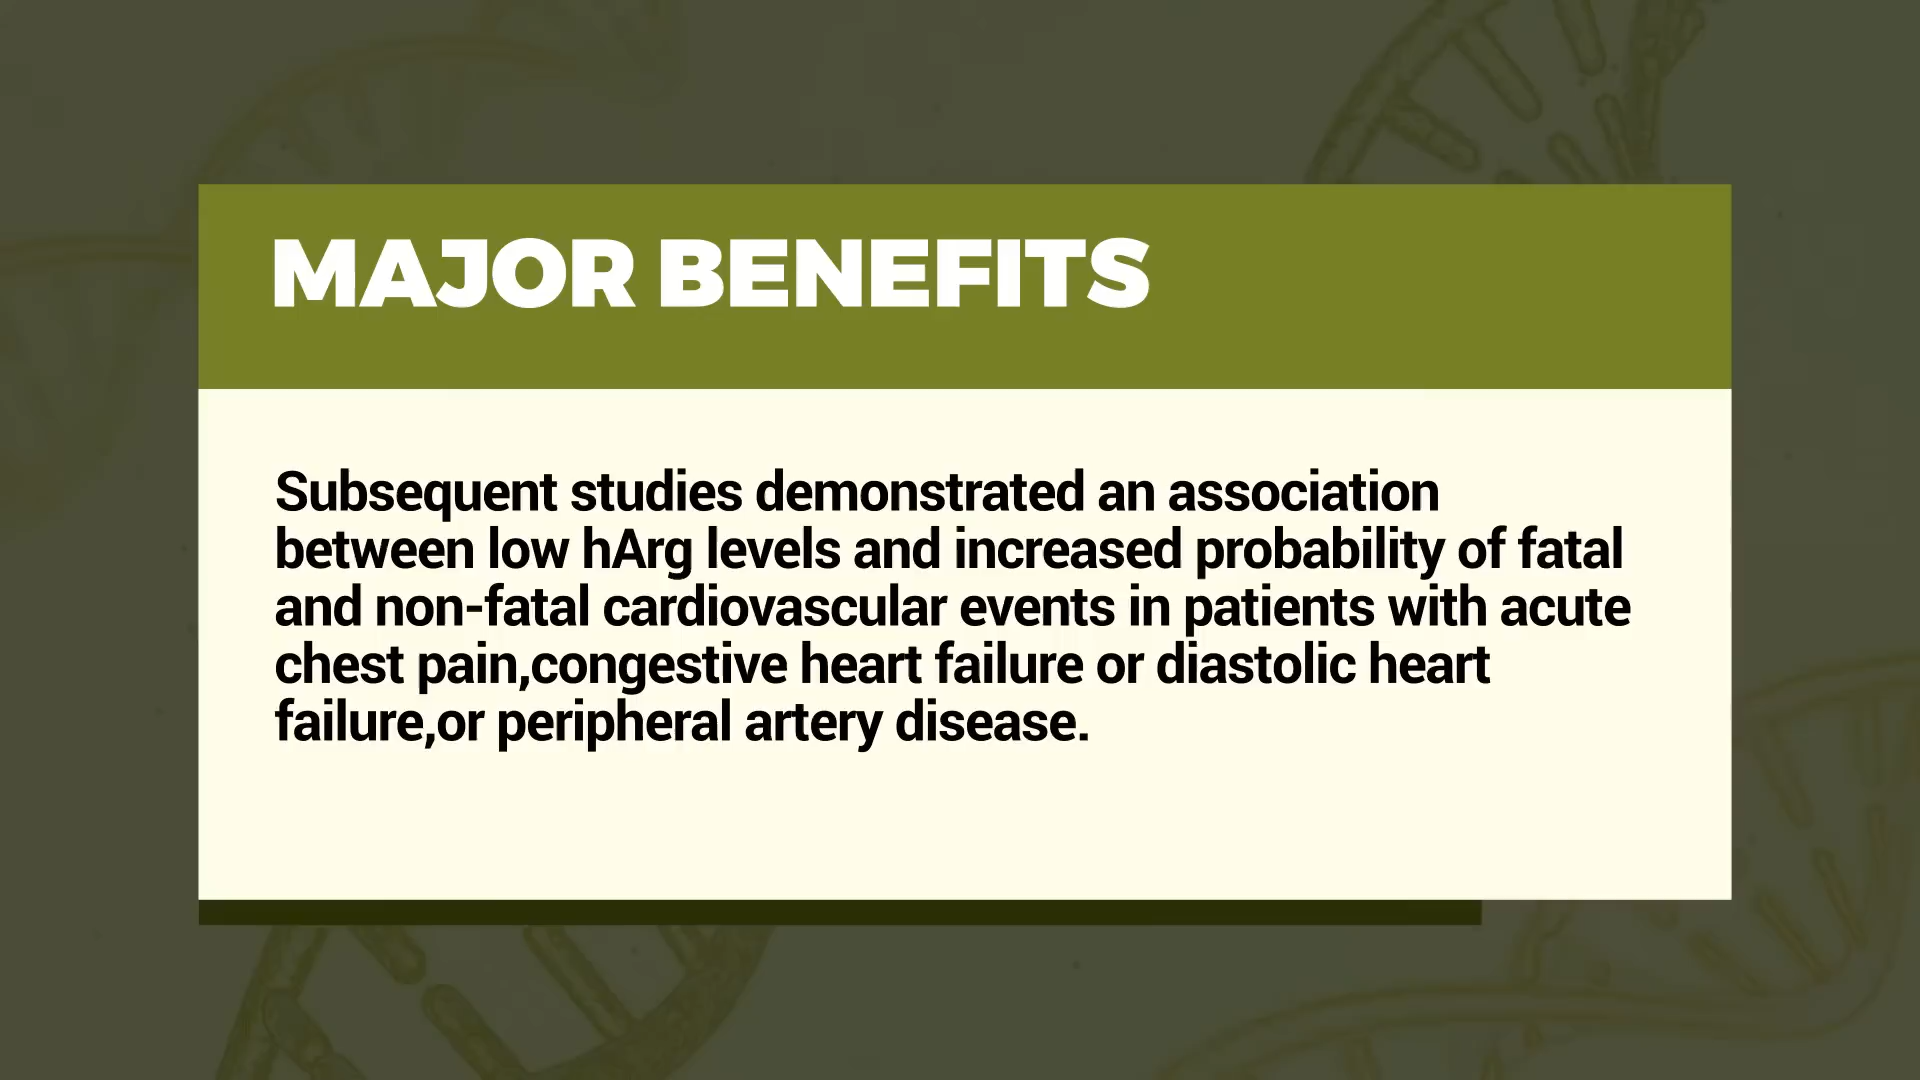 MAJOR BENEFITS
Subsequent studies demonstrated an association
between low hArg levels and increased probability of fatal
and non-fatal cardiovascular events in patients with acute
chest pain,congestive heart failure or diastolic heart
failure,or peripheral artery disease.